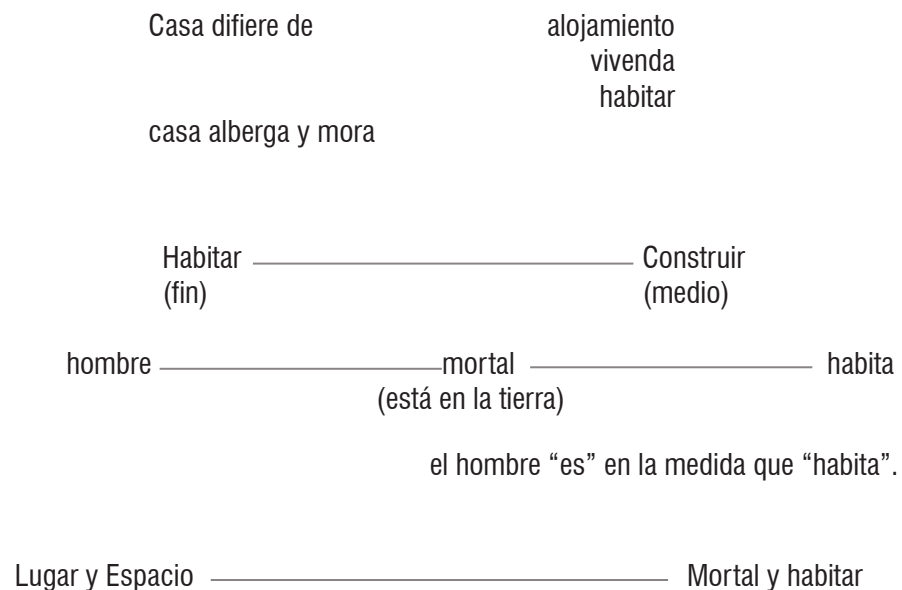 Casa difiere de alojamiento
vivenda
habitar
casa alberga y mora
Habitar Construir
(fin) (medio)
hombre mortal habita
(está en la tierra)
el hombre “es” en la medida que “habita”.
Lugar y Espacio Mortal y habitar